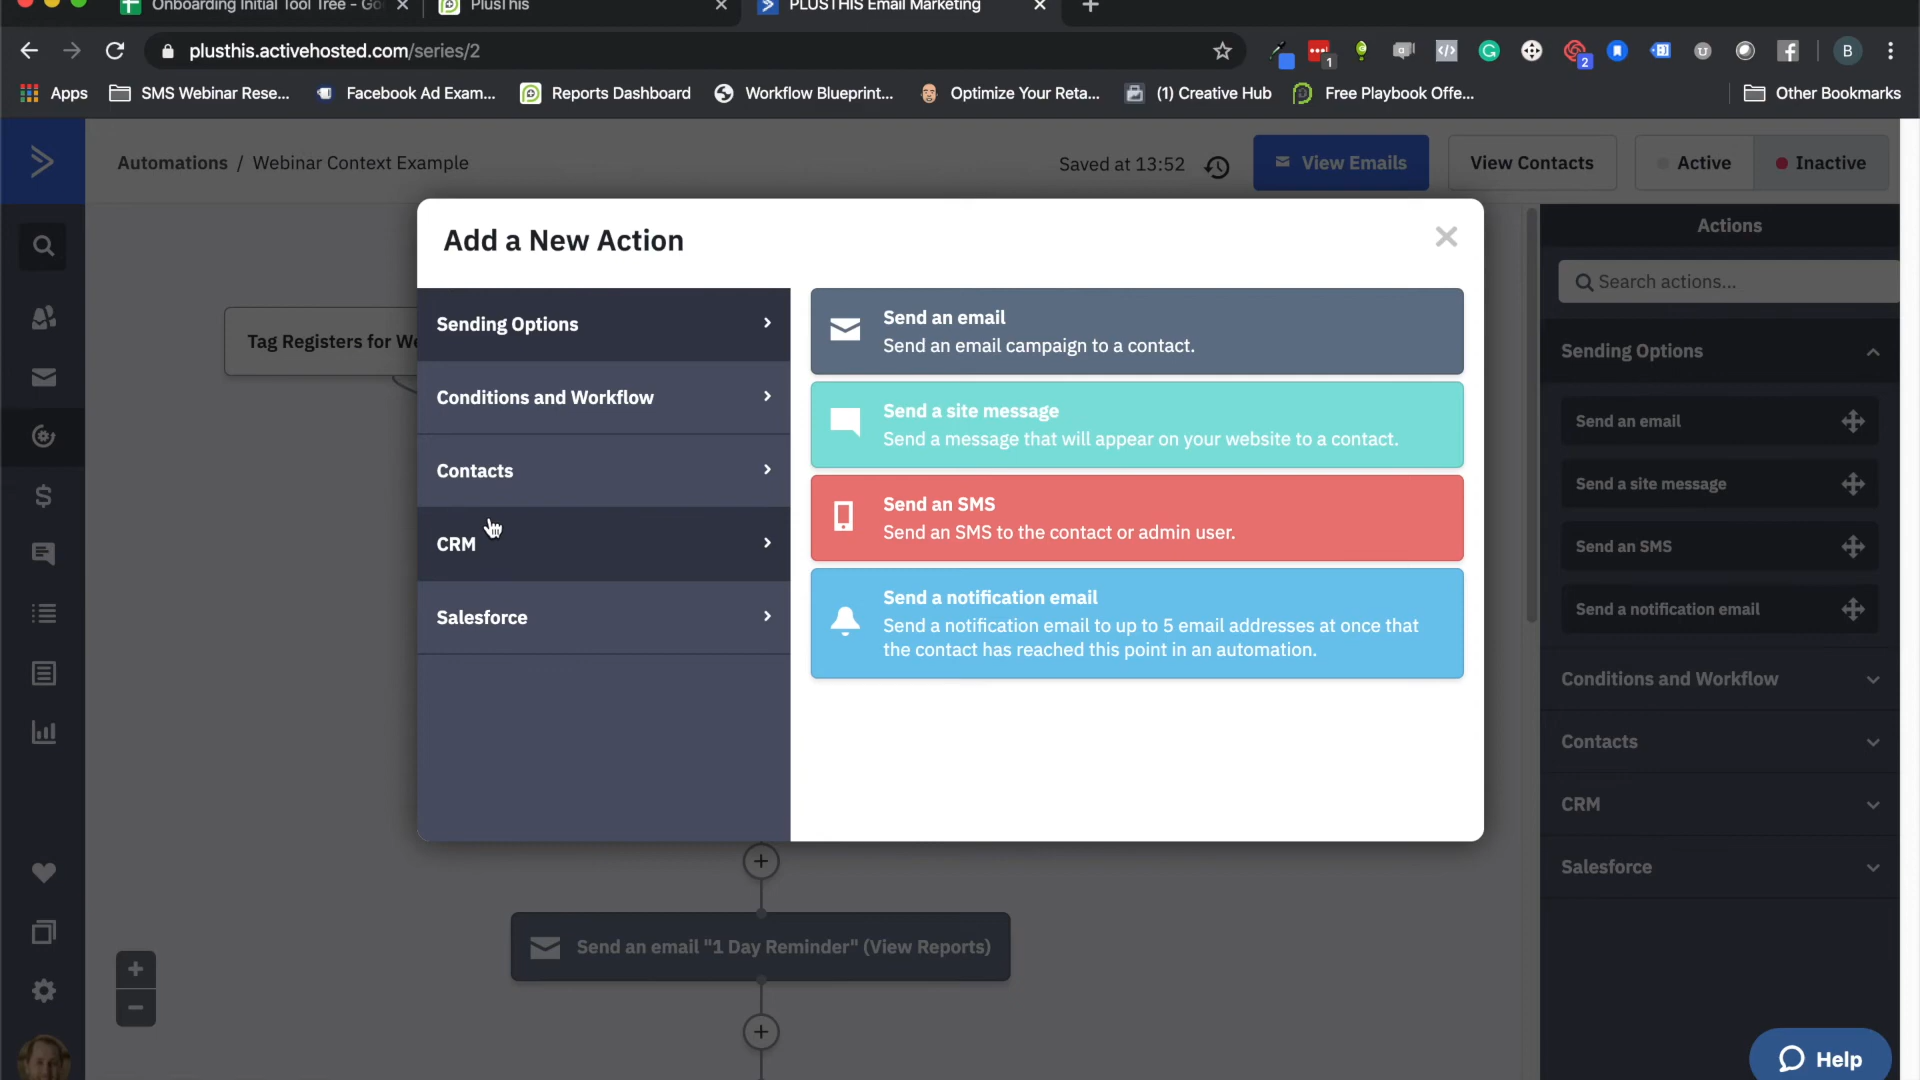 Onboarding Initial Tool Tree - Go
PlusThis
PLUSTHIS Email Marketing
plusthis.activehosted.com/series/2
1
2
B
Apps
SMS Webinar Rese...
Facebook Ad Exam...
Reports Dashboard
Workflow Blueprint...
Optimize Your Reta...
(1) Creative Hub
Free Playbook Offe...
Other Bookmarks
Automations / Webinar Context Example
Saved at 13:52
View Emails
View Contacts
Active
Inactive
Add a New Action
Actions
Search actions...
Tag Registers for We
Sending Options
Conditions and Workflow
Contacts
CRM
Salesforce
Send an email
Send an email campaign to a contact.
Send a site message
Send a message that will appear on your website to a contact.
Send an SMS
Send an SMS to the contact or admin user.
Send a notification email
Send a notification email to up to 5 email addresses at once that
the contact has reached this point in an automation.
Sending Options
Send an email
Send a site message
Send an SMS
Send a notification email
Conditions and Workflow
Contacts
CRM
Salesforce
Send an email "1 Day Reminder" (View Reports)
Help